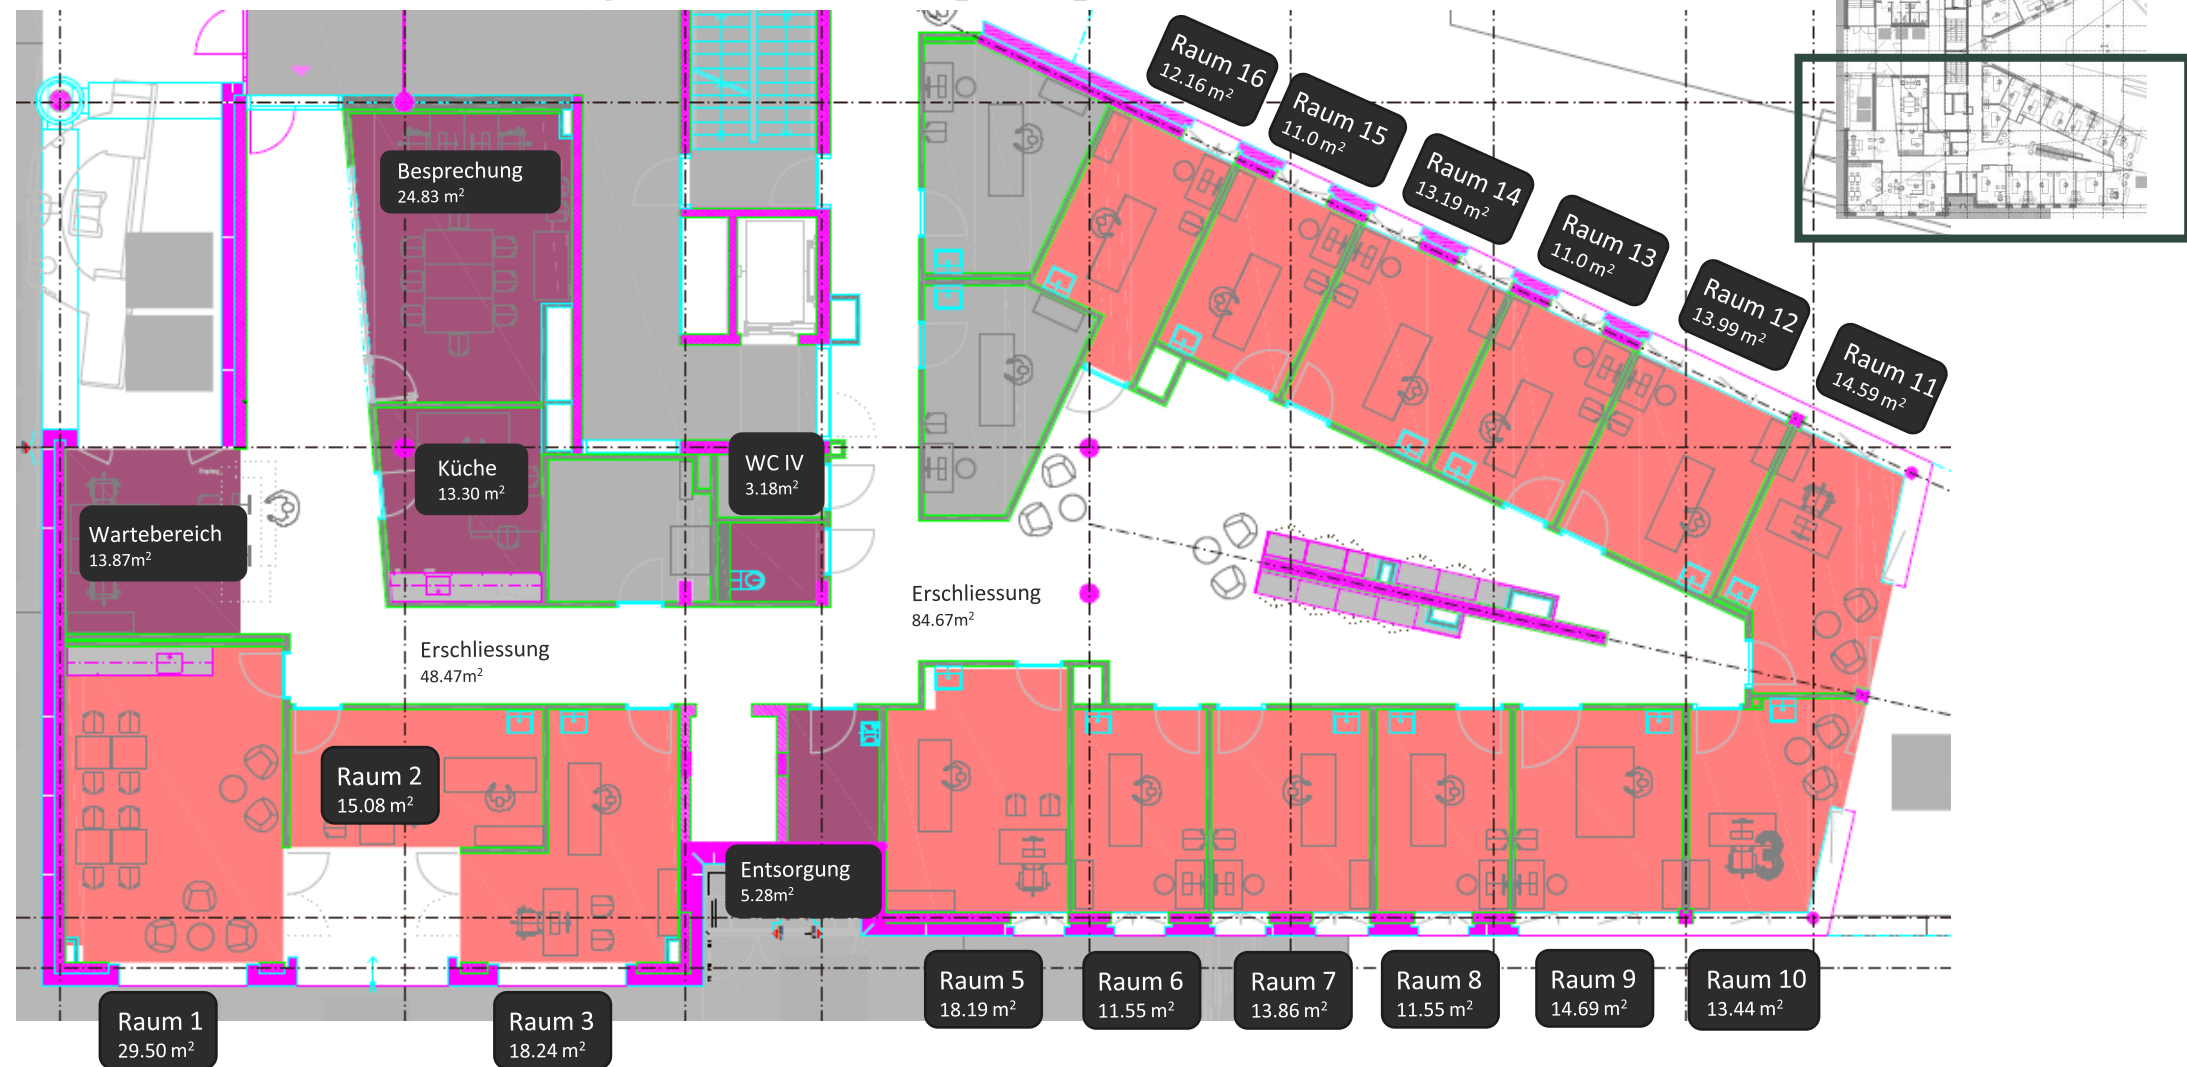 Raum 16
12.16 m²
Raum 15
11.0 m²
Raum 14
13.19 m²
Raum 13
11.0 m²
Raum 12
13.99 m²
Raum 11
14.59 m²
Besprechung
24.83 m²
Küche
13.30 m²
WC IV
3.18m²
Wartebereich
13.87m²
Erschliessung
84.67m²
Erschliessung
48.47m²
Raum 2
15.08 m²
Entsorgung
5.28m²
Raum 5
18.19 m²
Raum 6
11.55 m²
Raum 7
13.86 m²
Raum 8
11.55 m²
Raum 9
14.69 m²
Raum 10
13.44 m²
Raum 1
29.50 m²
Raum 3
18.24 m²